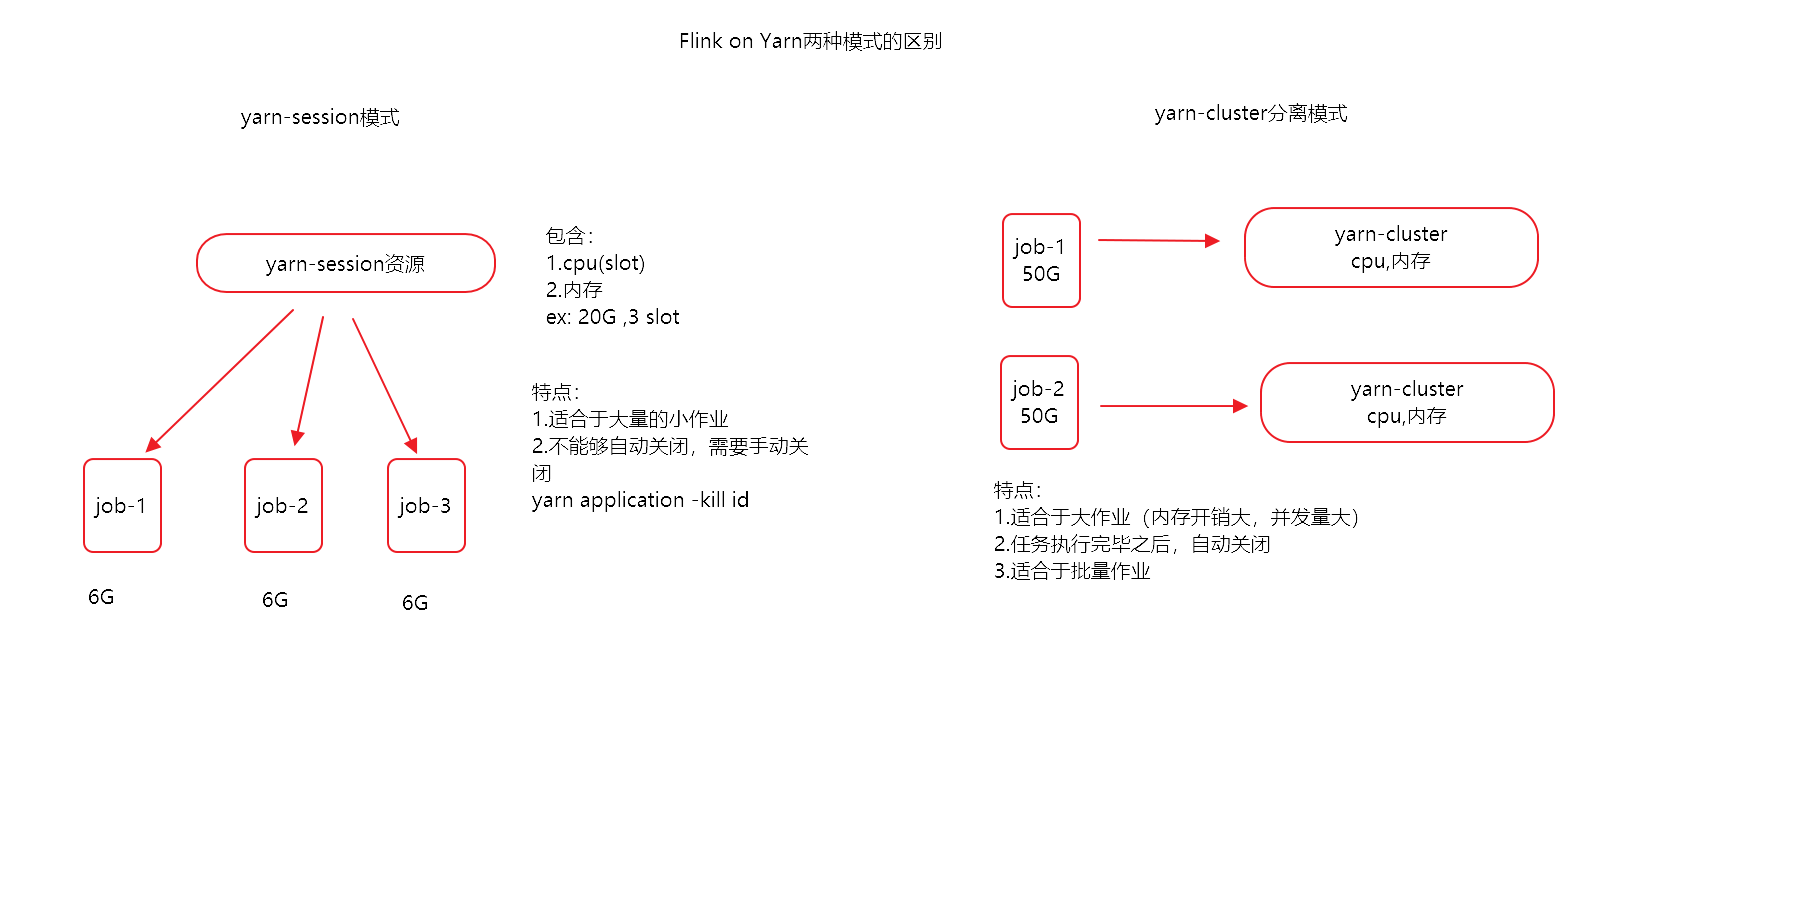 Flink on Yarn两种模式的区别
yarn-session模式
yarn-session资源
包含：
1.cpu(slot)
2.内存
ex: 20G ,3 slot
特点：
1.适合于大量的小作业
2.不能够自动关闭，需要手动关
闭
yarn application -kill id
job-1
job-2
job-3
6G
6G
6G
yarn-cluster分离模式
job-1
50G
yarn-cluster
cpu,内存
job-2
50G
yarn-cluster
cpu,内存
特点：
1.适合于大作业（内存开销大，并发量大）
2.任务执行完毕之后，自动关闭
3.适合于批量作业